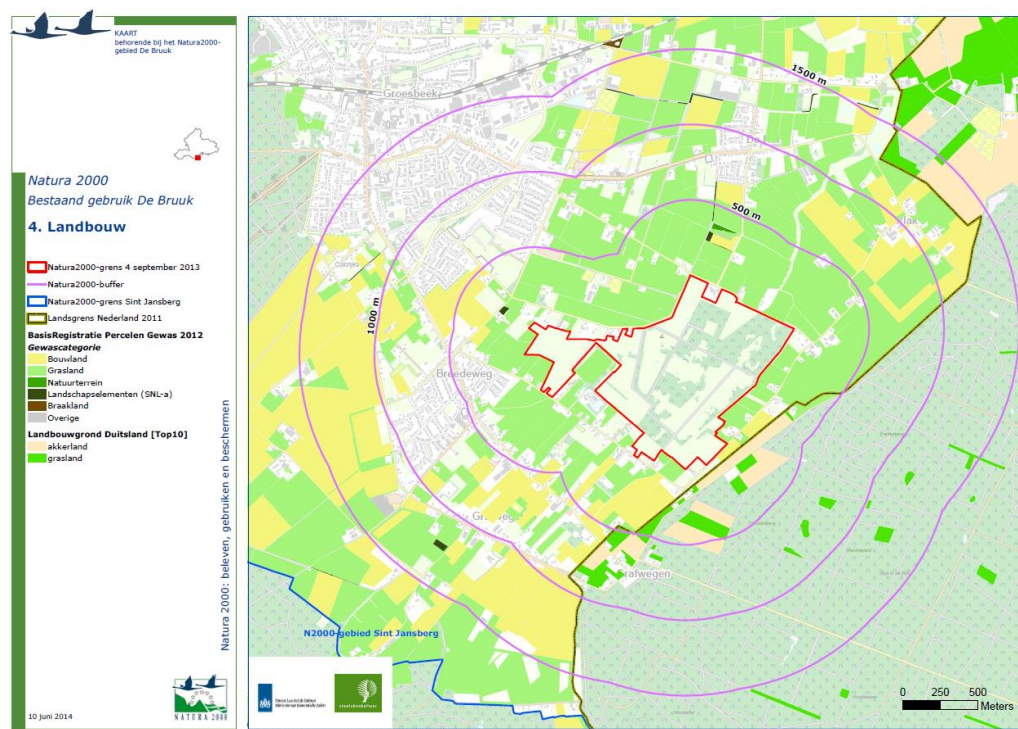 KAART
behorende bij het Natura2000-
gebied De Bruuk
Natura 2000
Bestaand gebruik De Bruuk
4. Landbouw
Natura2000-grens 4 september 2013
Natura2000-buffer
Natura2000-grens Sint Jansberg
Landsgrens Nederland 2011
BasisRegistratie Percelen Gewas 2012
Gewascategorie
Bouwland
Grasland
Natuurterrein
Landschapselementen (SNL-a)
Braakland
Overige
Landbouwgrond Duitsland [Top10]
akkerland
grasland
Natura 2000: beleven, gebruiken en beschermen
NATURA 2000
10 juni 2014
1500 m
Groesbeek
500 m
1000 m
Breedeweg
Grafwegen
N2000-gebied Sint Jansberg
staatsbosbeheer
0 250 500
Meters